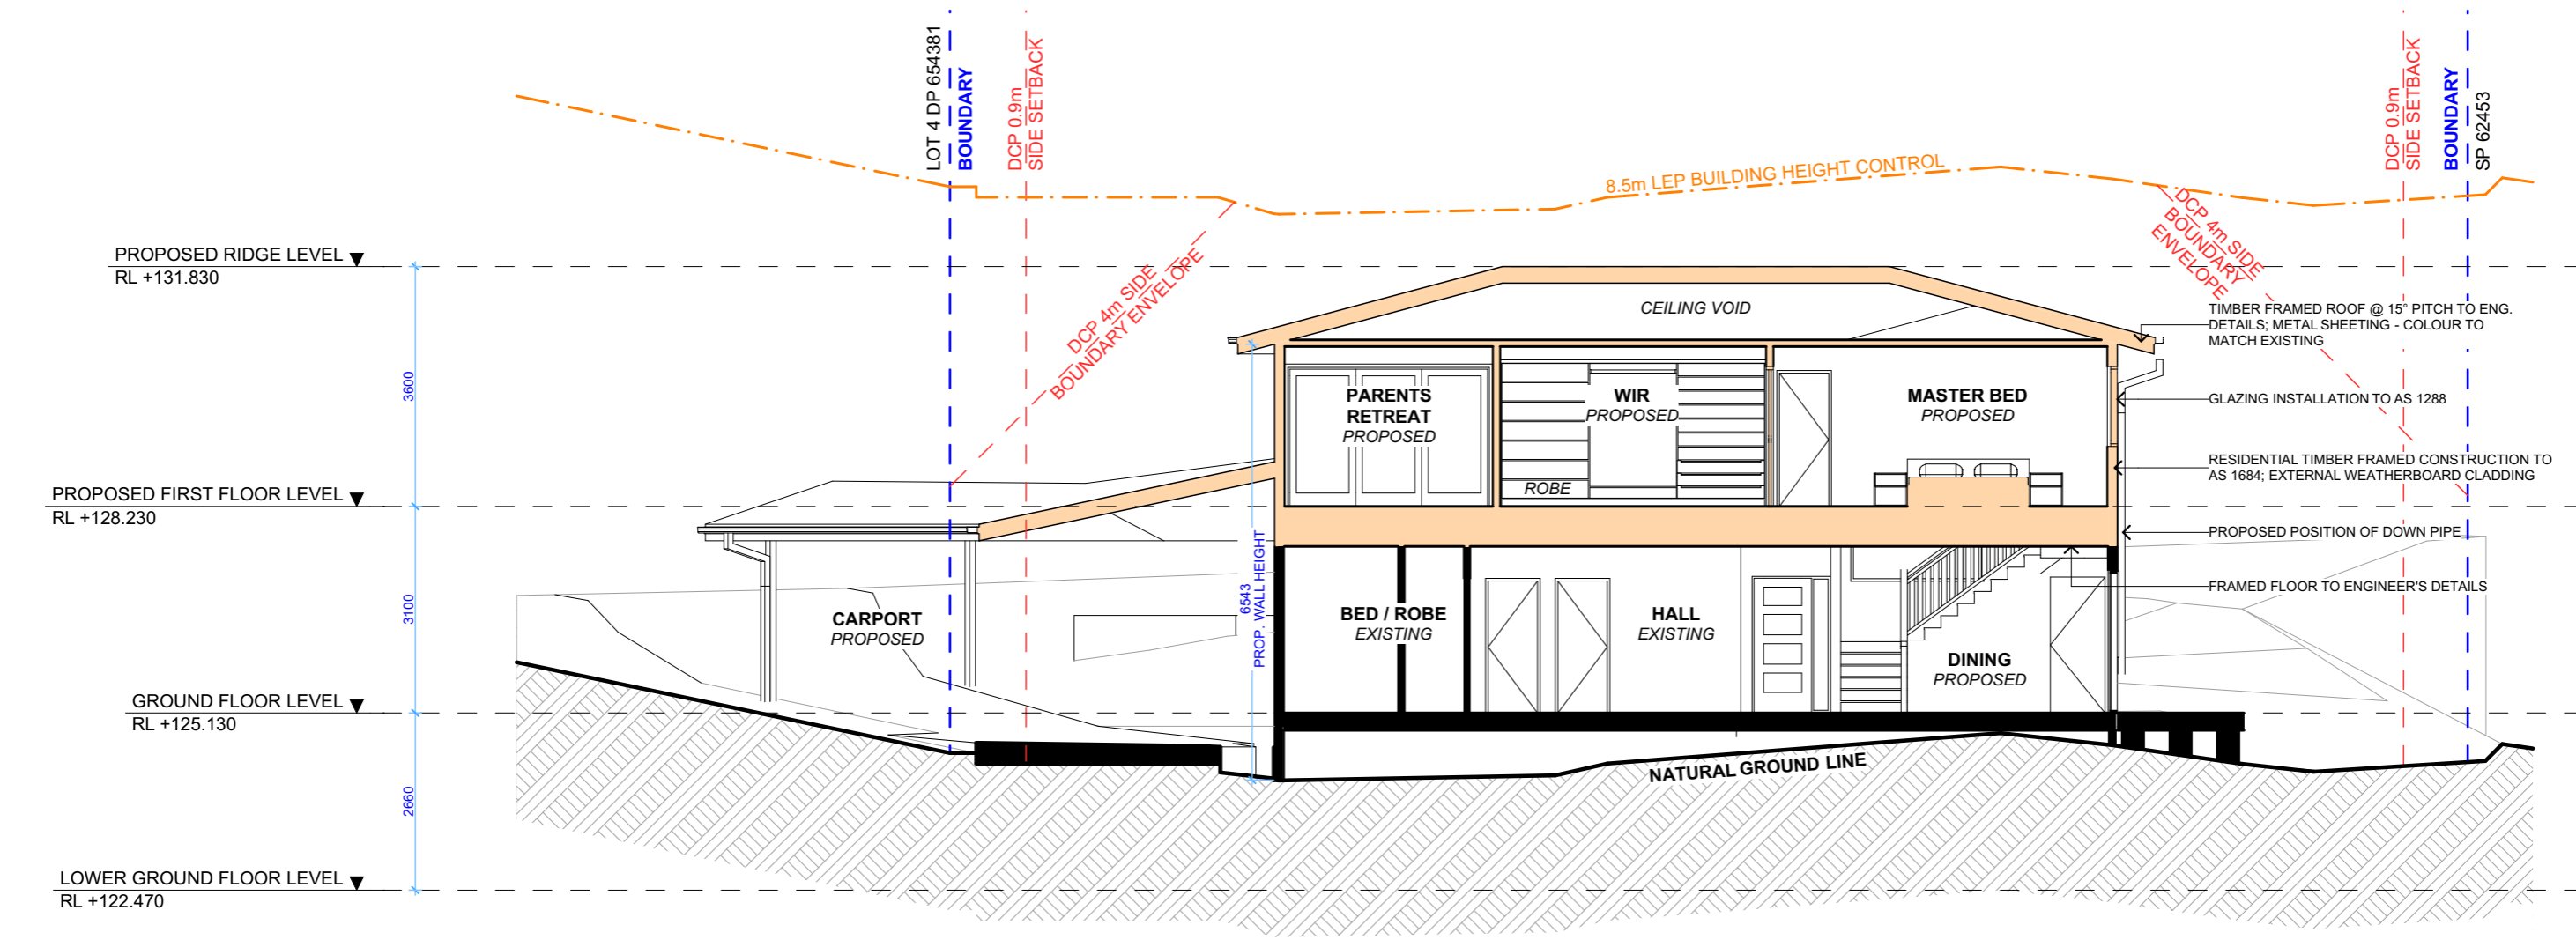 LOT 4 DP 654381
BOUNDARY
DCP 0.9m
SIDE SETBACK
DCP 0.9m
SIDE SETBACK
BOUNDARY
SP 62453
8.5m LEP BUILDING HEIGHT CONTROL
DCP 4m SIDE
BOUNDARY ENVELOPE
DCP 4m SIDE
BOUNDARY
ENVELOPE
PROPOSED RIDGE LEVEL
RL +131.830
3600
PROPOSED FIRST FLOOR LEVEL
RL +128.230
3100
GROUND FLOOR LEVEL
RL +125.130
2660
LOWER GROUND FLOOR LEVEL
RL +122.470
CEILING VOID
PARENTS
RETREAT
PROPOSED
WIR
PROPOSED
ROBE
MASTER BED
PROPOSED
6543
PROP. WALL HEIGHT
CARPORT
PROPOSED
BED / ROBE
EXISTING
HALL
EXISTING
DINING
PROPOSED
NATURAL GROUND LINE
TIMBER FRAMED ROOF @ 15° PITCH TO ENG.
DETAILS; METAL SHEETING - COLOUR TO
MATCH EXISTING
GLAZING INSTALLATION TO AS 1288
RESIDENTIAL TIMBER FRAMED CONSTRUCTION TO
AS 1684; EXTERNAL WEATHERBOARD CLADDING
PROPOSED POSITION OF DOWN PIPE
FRAMED FLOOR TO ENGINEER'S DETAILS